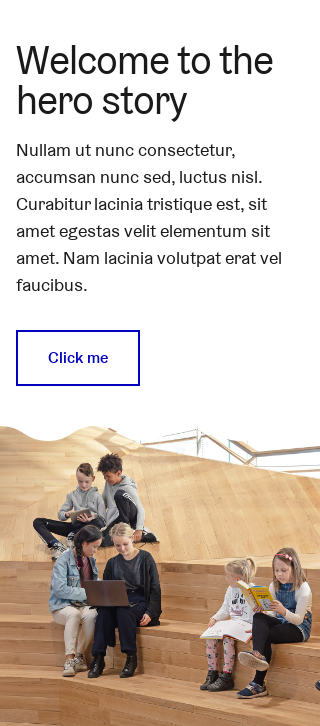 Welcome to the
hero story
Nullam ut nunc consectetur,
accumsan nunc sed, luctus nisl.
Curabitur lacinia tristique est, sit
amet egestas velit elementum sit
amet. Nam lacinia volutpat erat vel
faucibus.
Click me